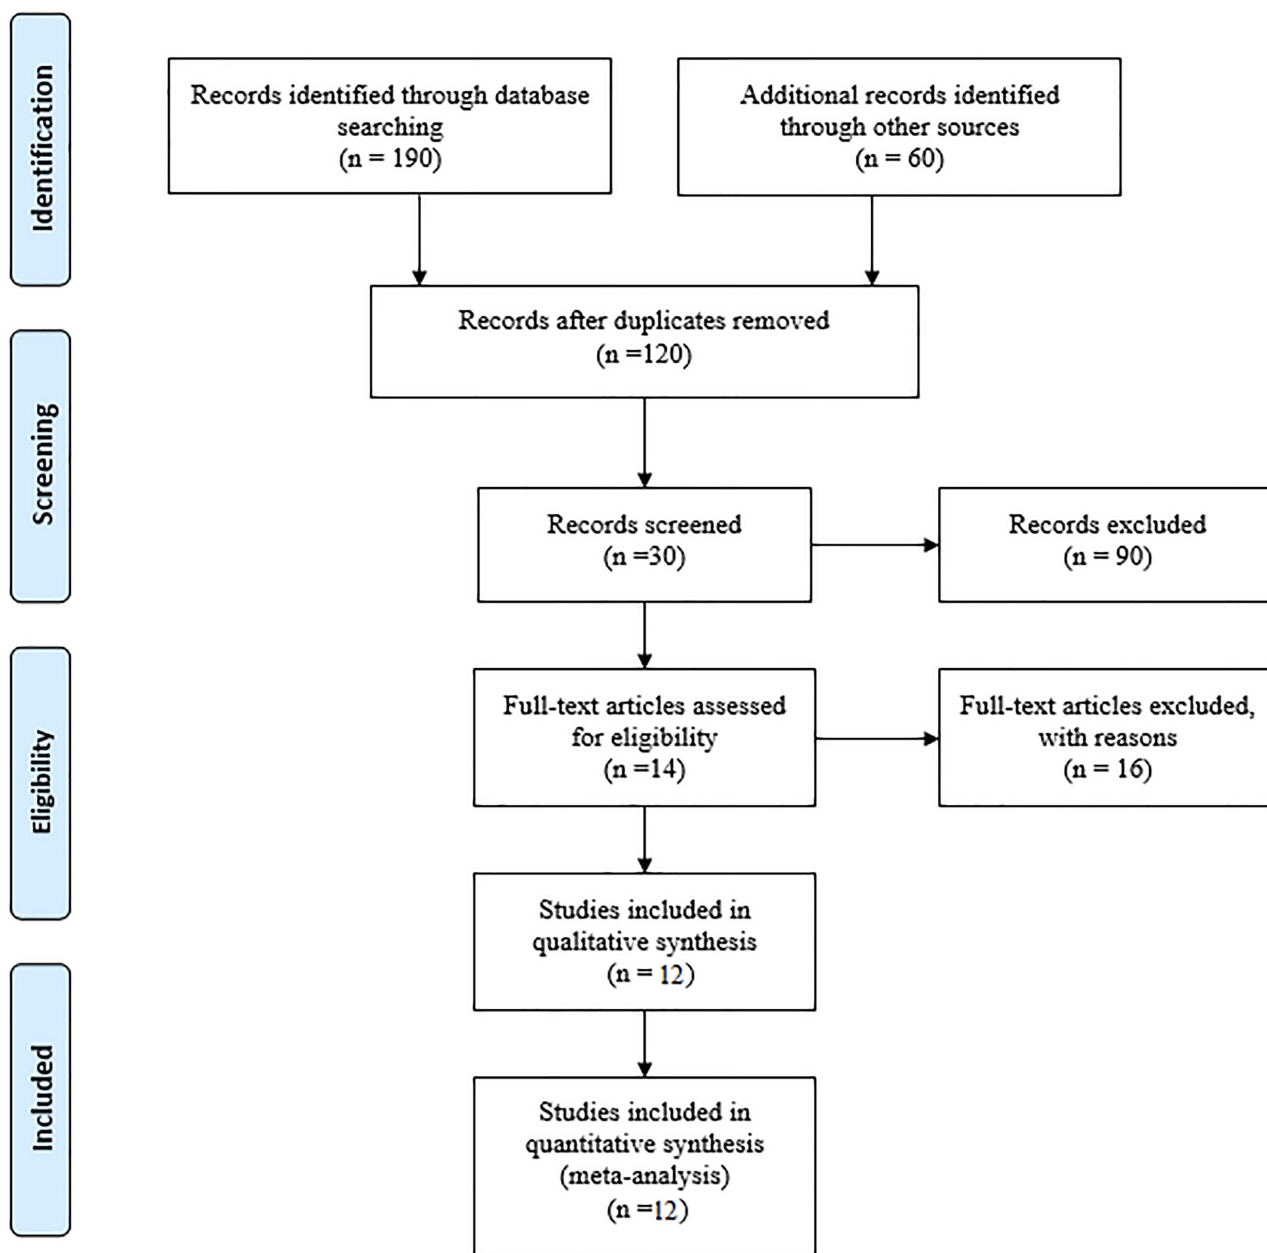 Identification
Records identified through database
searching
(n = 190)
Additional records identified
through other sources
(n = 60)
Records after duplicates removed
(n =120)
Screening
Records screened
(n =30)
Records excluded
(n = 90)
Eligibility
Full-text articles assessed
for eligibility
(n =14)
Full-text articles excluded,
with reasons
(n = 16)
Studies included in
qualitative synthesis
(n = 12)
Included
Studies included in
quantitative synthesis
(meta-analysis)
(n =12)